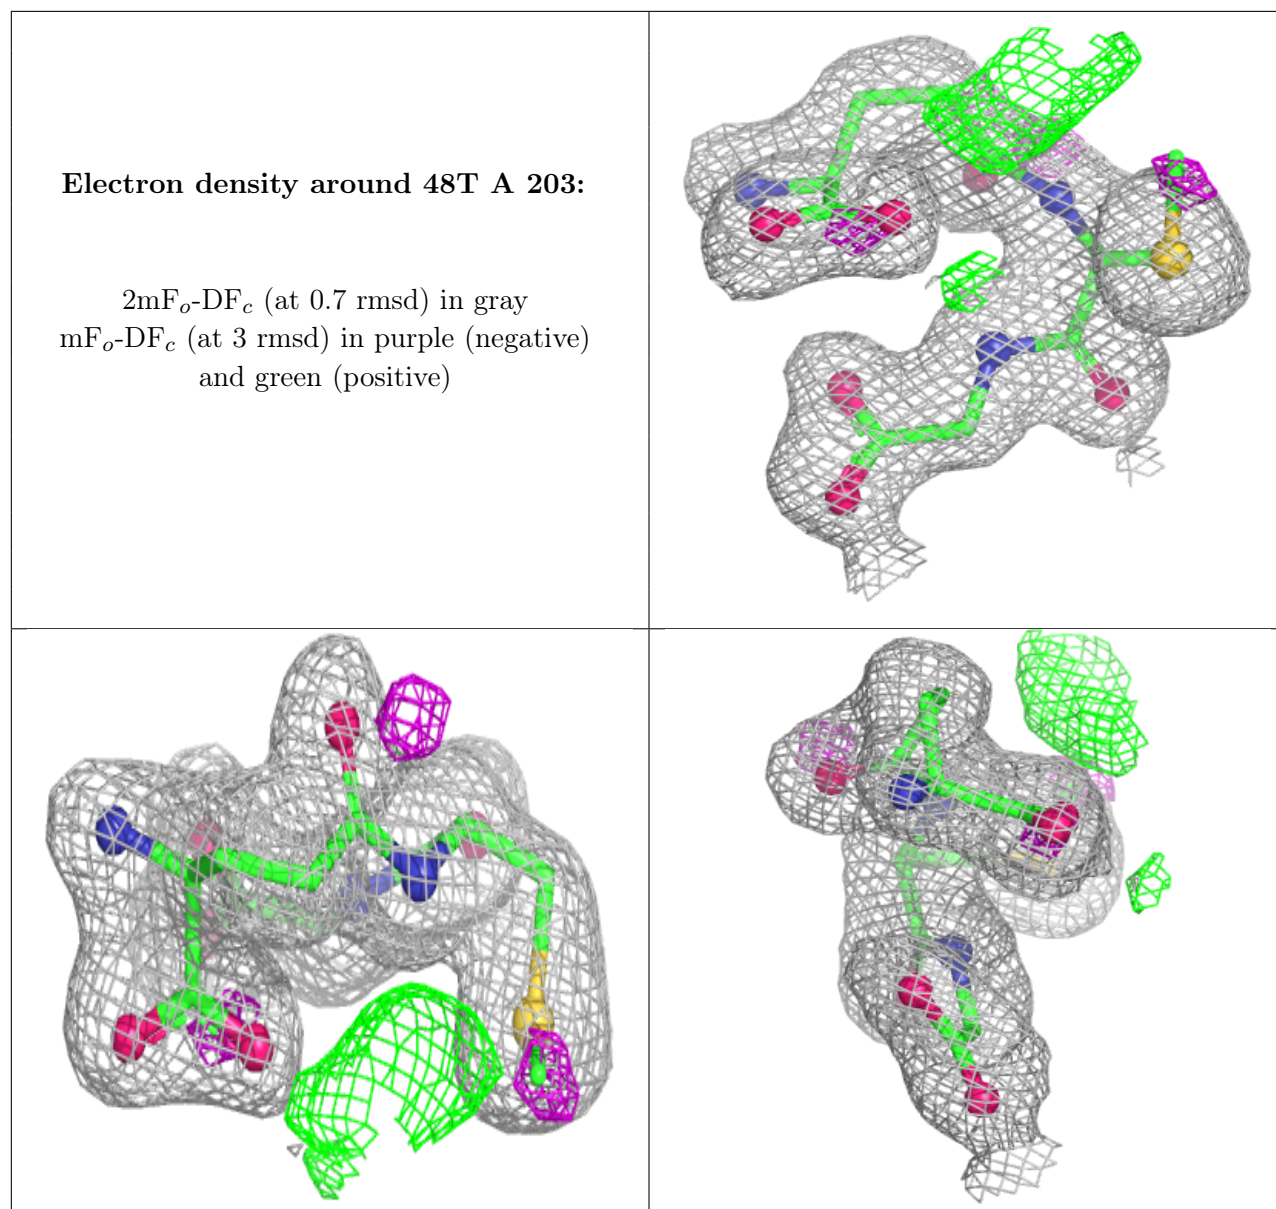 Electron density around 48T A 203:
2mFo-DFc (at 0.7 rmsd) in gray
mFo-DFc (at 3 rmsd) in purple (negative)
and green (positive)